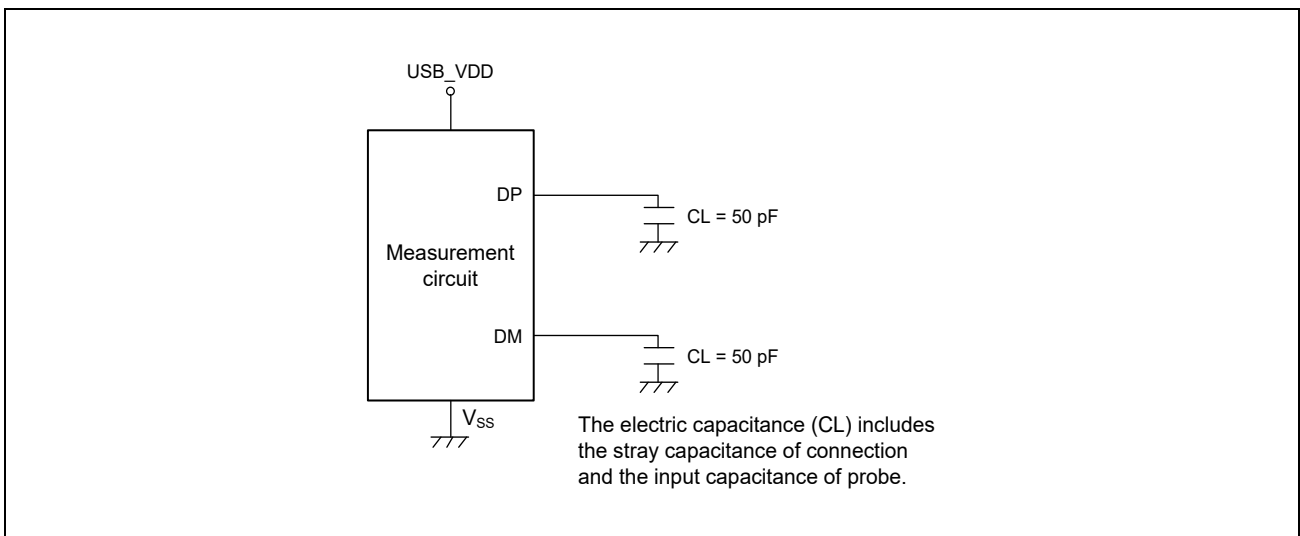 USB_VDD
DP
CL = 50 pF
Measurement
circuit
DM
CL = 50 pF
VSS
The electric capacitance (CL) includes
the stray capacitance of connection
and the input capacitance of probe.